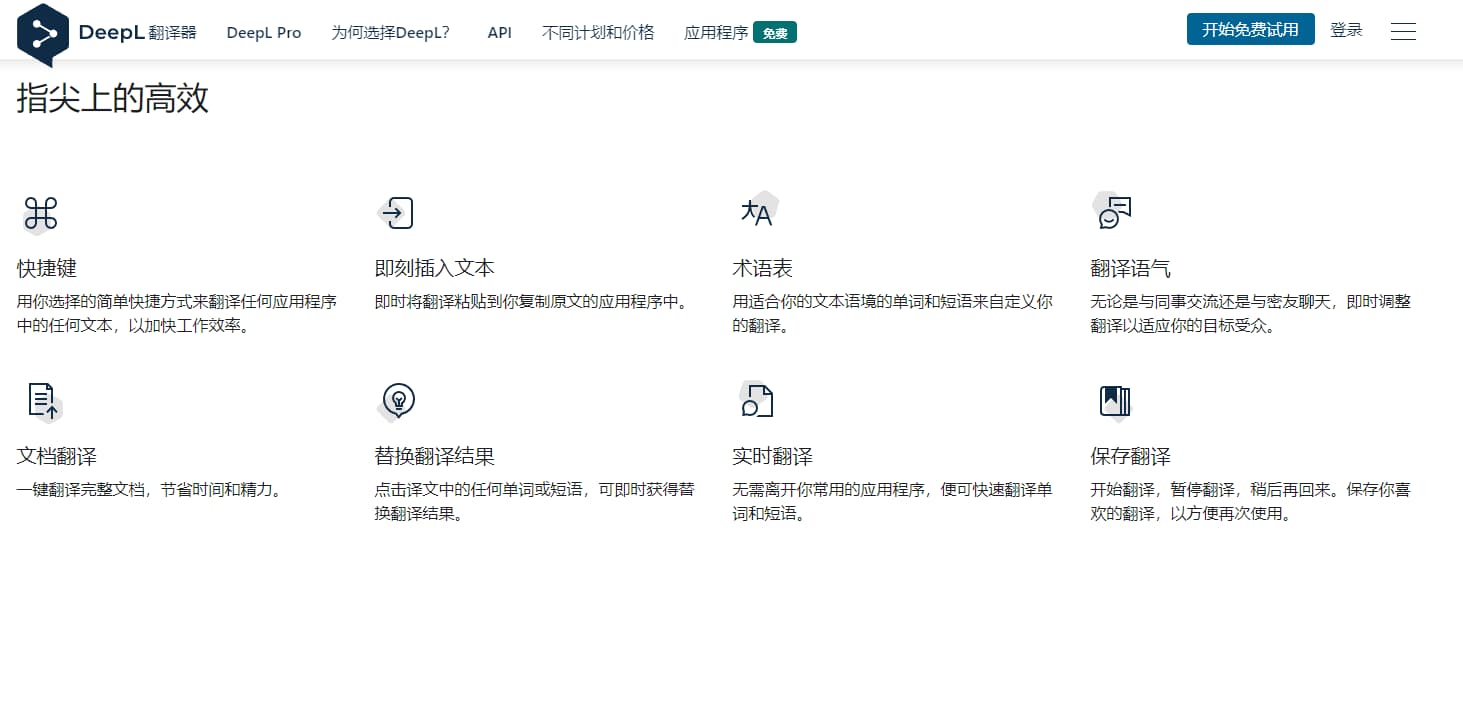 DeepL 翻译器 DeepL Pro 为何选择DeepL? API 不同计划和价格 应用程序 免费 开始免费试用 登录
指尖上的高效
快捷键
用你选择的简单快捷方式来翻译任何应用程序
中的任何文本，以加快工作效率。
即刻插入文本
即时将翻译粘贴到你复制原文的应用程序中。
术语表
用适合你的文本语境的单词和短语来自定义你
的翻译。
翻译语气
无论是与同事交流还是与密友聊天，即时调整
翻译以适应你的目标受众。
文档翻译
一键翻译完整文档，节省时间和精力。
替换翻译结果
点击译文中的任何单词或短语，可即时获得替
换翻译结果。
实时翻译
无需离开你常用的应用程序，便可快速翻译单
词和短语。
保存翻译
开始翻译，暂停翻译，稍后再回来。保存你喜
欢的翻译，以方便再次使用。